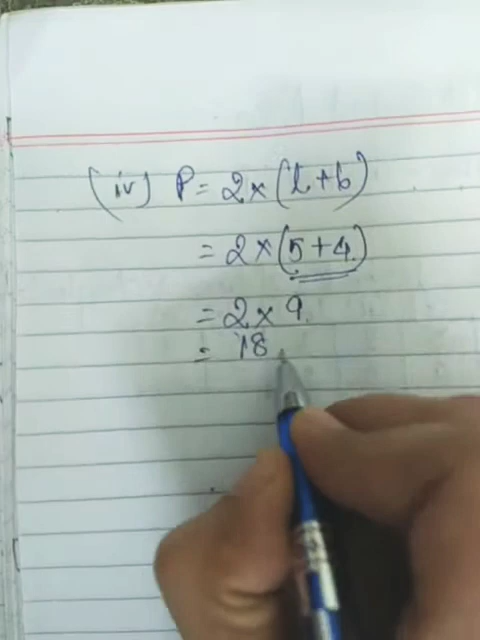 (iv) P = 2 × (l + b)
= 2 × (5 + 4)
= 2 × 9
= 18